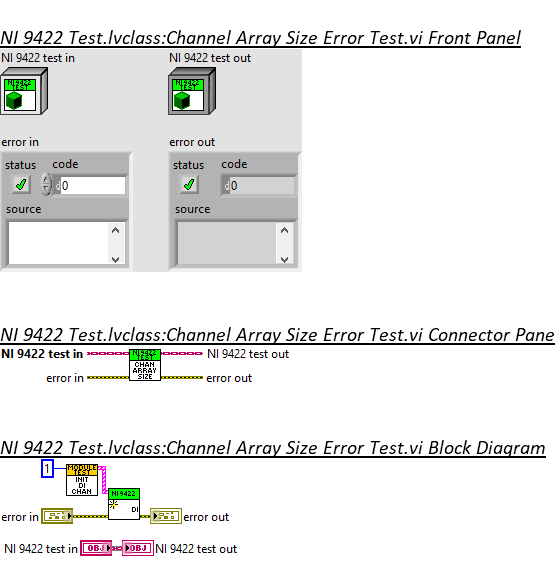 NI 9422 Test.lvclass:Channel Array Size Error Test.vi Front Panel
NI 9422 test in NI 9422 test out
NI 9422
TEST
NI 9422
TEST
error in error out
status code status code
d 0 d 0
source source
NI 9422 Test.lvclass:Channel Array Size Error Test.vi Connector Pane
NI 9422 test in NI 9422 test out
NI 9422
TEST
CHAN
ARRAY
SIZE
error in error out
NI 9422 Test.lvclass:Channel Array Size Error Test.vi Block Diagram
1
MODULE
TEST
INIT
DI
CHAN
NI 9422
DI
error in error out
NI 9422 test in OBJ OBJ NI 9422 test out